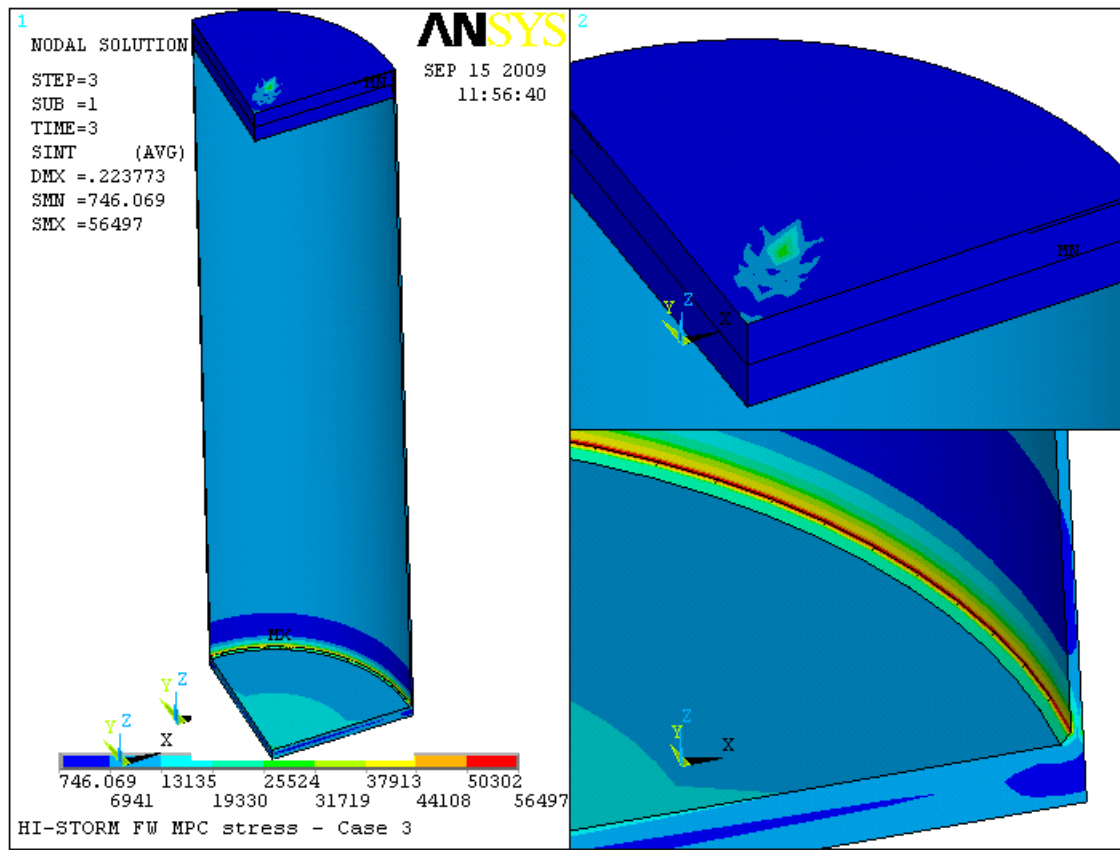 1
NODAL SOLUTION
STEP=3
SUB =1
TIME=3
SINT (AVG)
DMX =.223773
SMN =746.069
SMX =56497
ANSYS
SEP 15 2009
11:56:40
MN
MX
Y Z
Y Z X
746.069 13135 25524 37913 50302
6941 19330 31719 44108 56497
HI-STORM FW MPC stress - Case 3
2
MN
Y Z X
Z
Y X